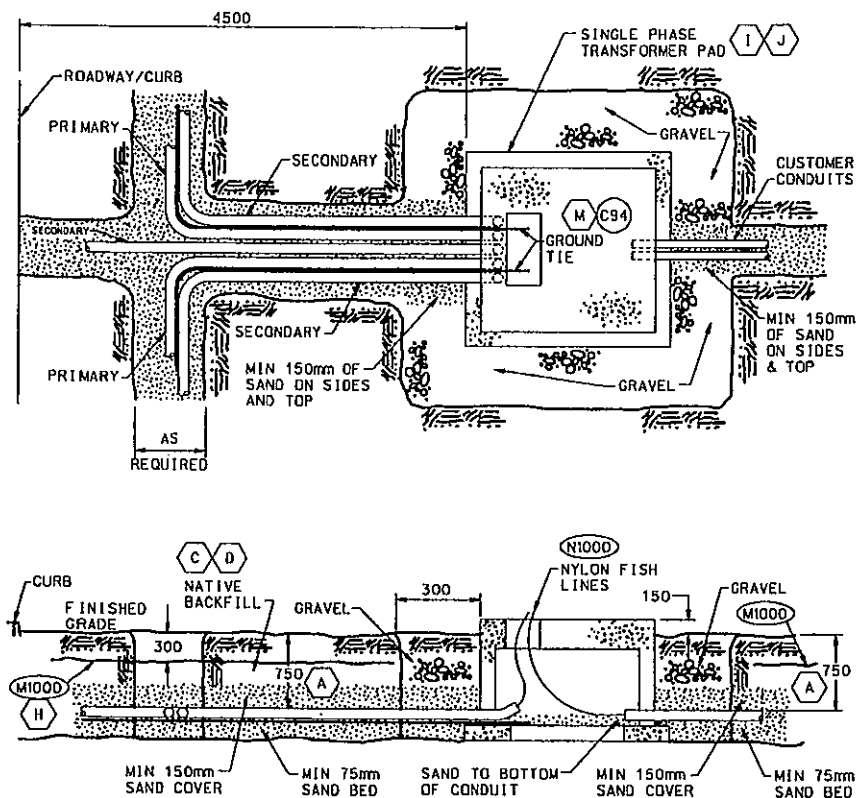 4500
SINGLE PHASE
TRANSFORMER PAD
I
J
ROADWAY/CURB
PRIMARY
SECONDARY
GRAVEL
CUSTOMER
CONDUITS
SECONDARY
M
C94
GROUND
TIE
SECONDARY
PRIMARY
MIN 150mm OF
SAND ON SIDES
AND TOP
GRAVEL
MIN 150mm
OF SAND
ON SIDES
& TOP
AS
REQUIRED
C
D
NATIVE
BACKFILL
CURB
FINISHED
GRADE
GRAVEL
300
N1000
NYLON FISH
LINES
150
GRAVEL
M1000
300
750
A
750
A
M1000
H
MIN 150mm
SAND COVER
MIN 75mm
SAND BED
SAND TO BOTTOM
OF CONDUIT
MIN 150mm
SAND COVER
MIN 75mm
SAND BED